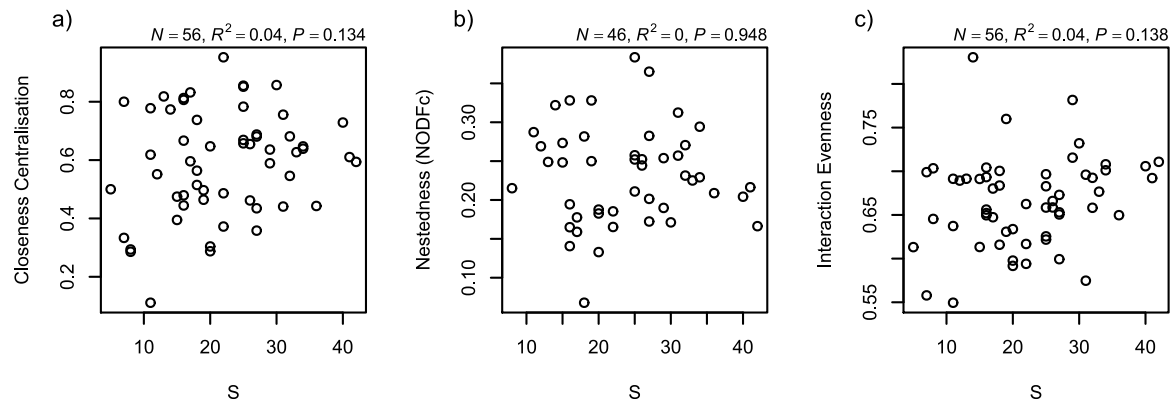 a)
N = 56, R² = 0.04, P = 0.134
Closeness Centralisation
0.2 0.4 0.6 0.8
10 20 30 40
S
b)
N = 46, R² = 0, P = 0.948
Nestedness (NODFc)
0.10 0.20 0.30
10 20 30 40
S
c)
N = 56, R² = 0.04, P = 0.138
Interaction Evenness
0.55 0.65 0.75
10 20 30 40
S